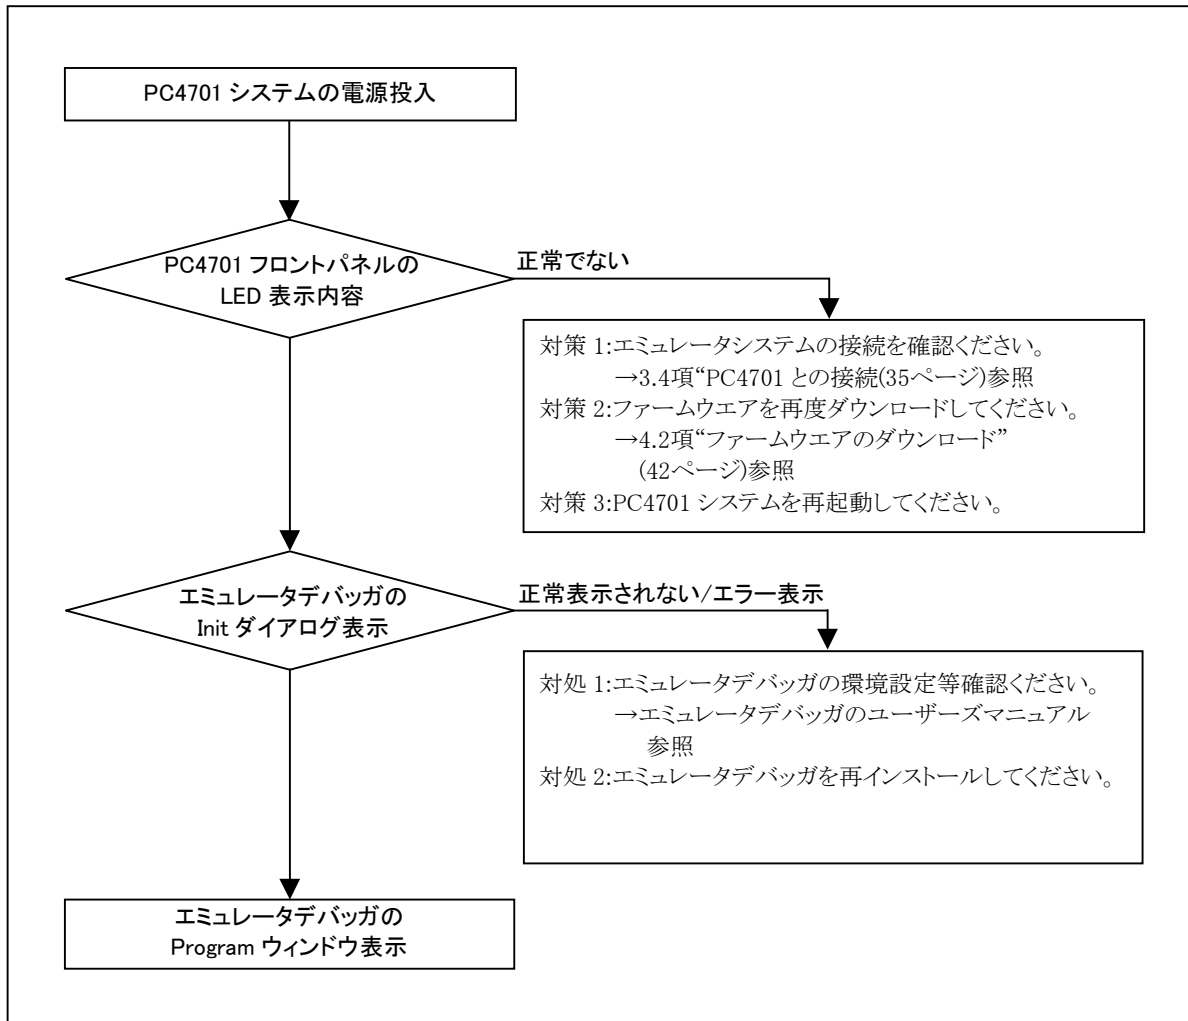 PC4701 システムの電源投入
PC4701 フロントパネルの
LED 表示内容
正常でない
対策 1:エミュレータシステムの接続を確認ください。
→3.4項“PC4701 との接続(35ページ)参照
対策 2:ファームウエアを再度ダウンロードしてください。
→4.2項“ファームウエアのダウンロード”
(42ページ)参照
対策 3:PC4701 システムを再起動してください。
エミュレータデバッガの
Init ダイアログ表示
正常表示されない/エラー表示
対処 1:エミュレータデバッガの環境設定等確認ください。
→エミュレータデバッガのユーザーズマニュアル
参照
対処 2:エミュレータデバッガを再インストールしてください。
エミュレータデバッガの
Program ウィンドウ表示